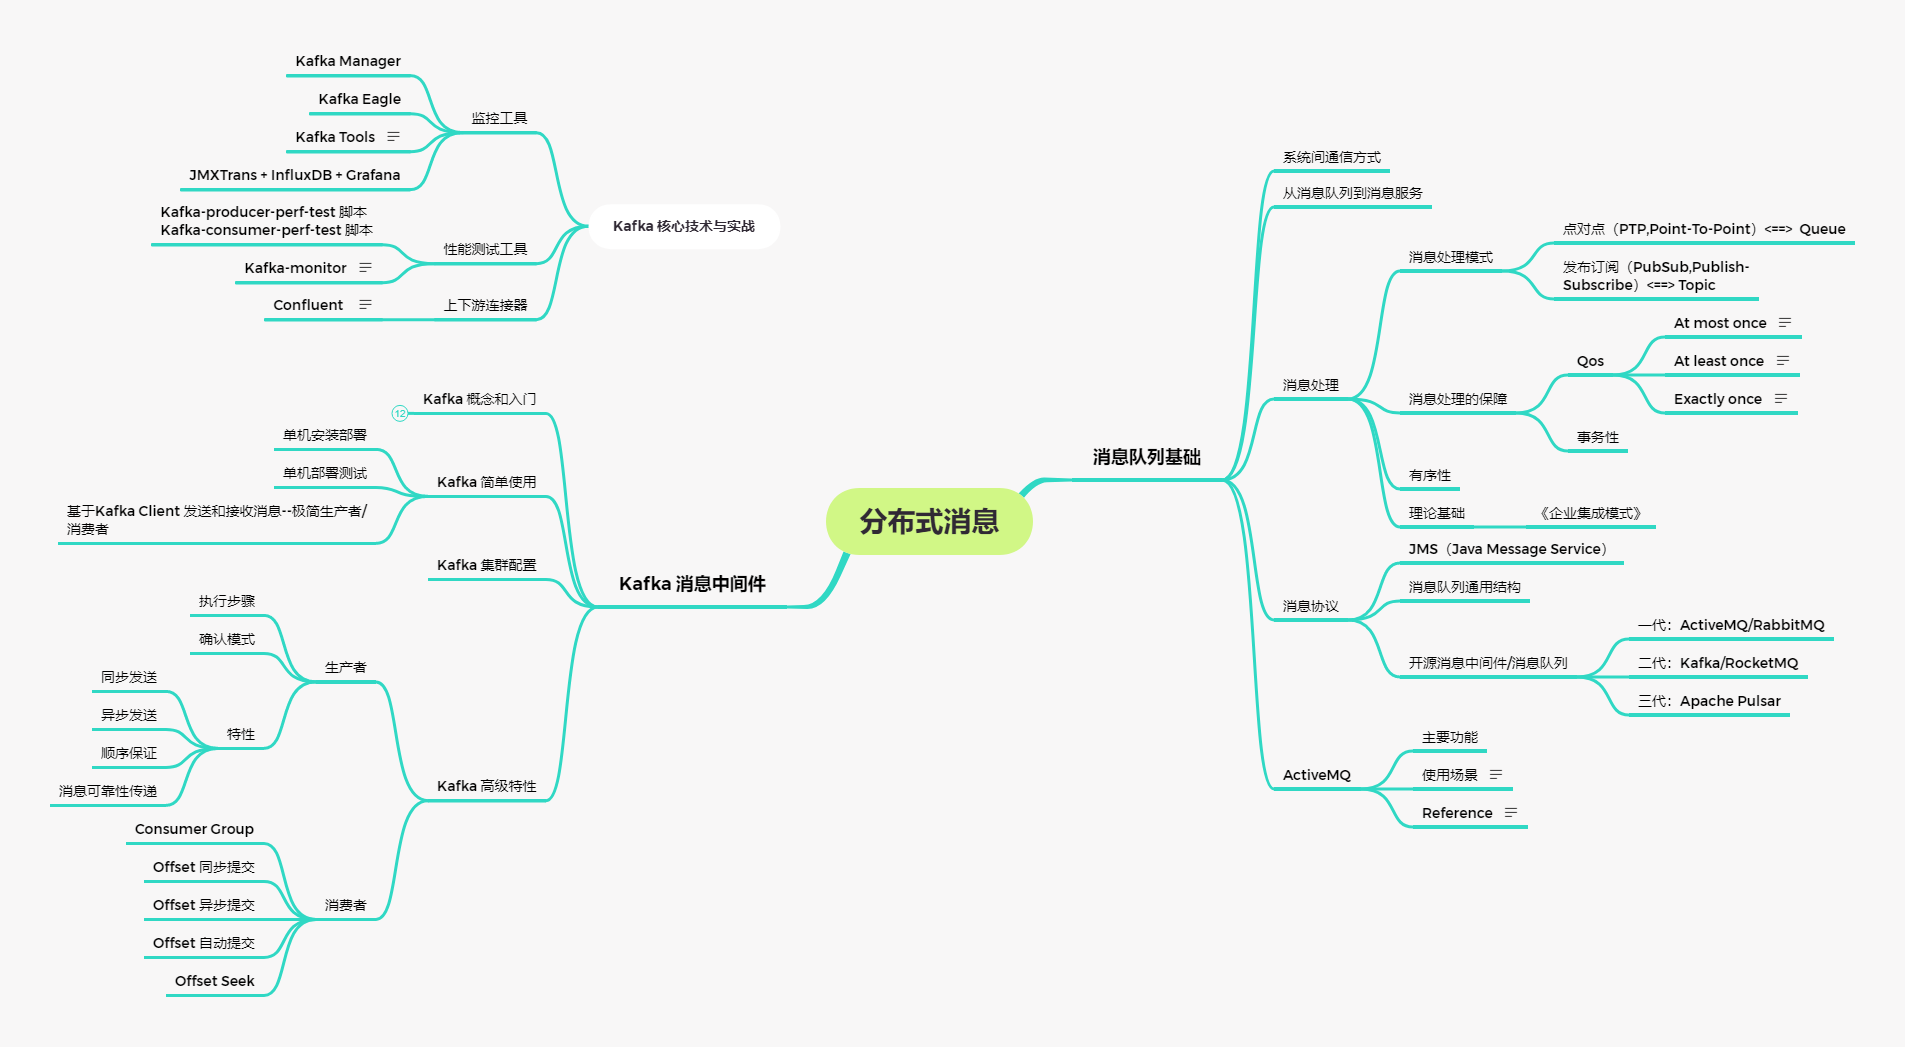 分布式消息
消息队列基础
系统间通信方式
从消息队列到消息服务
消息处理
消息处理模式
点对点（PTP,Point-To-Point）<==> Queue
发布订阅（PubSub,Publish-
Subscribe）<==> Topic
消息处理的保障
Qos
At most once
At least once
Exactly once
事务性
有序性
理论基础
《企业集成模式》
消息协议
JMS（Java Message Service）
消息队列通用结构
开源消息中间件/消息队列
一代：ActiveMQ/RabbitMQ
二代：Kafka/RocketMQ
三代：Apache Pulsar
ActiveMQ
主要功能
使用场景
Reference
Kafka 消息中间件
Kafka 概念和入门
12
Kafka 简单使用
单机安装部署
单机部署测试
基于Kafka Client 发送和接收消息--极简生产者/
消费者
Kafka 集群配置
Kafka 高级特性
生产者
执行步骤
确认模式
特性
同步发送
异步发送
顺序保证
消息可靠性传递
消费者
Consumer Group
Offset 同步提交
Offset 异步提交
Offset 自动提交
Offset Seek
Kafka 核心技术与实战
监控工具
Kafka Manager
Kafka Eagle
Kafka Tools
JMXTrans + InfluxDB + Grafana
性能测试工具
Kafka-producer-perf-test 脚本
Kafka-consumer-perf-test 脚本
Kafka-monitor
上下游连接器
Confluent